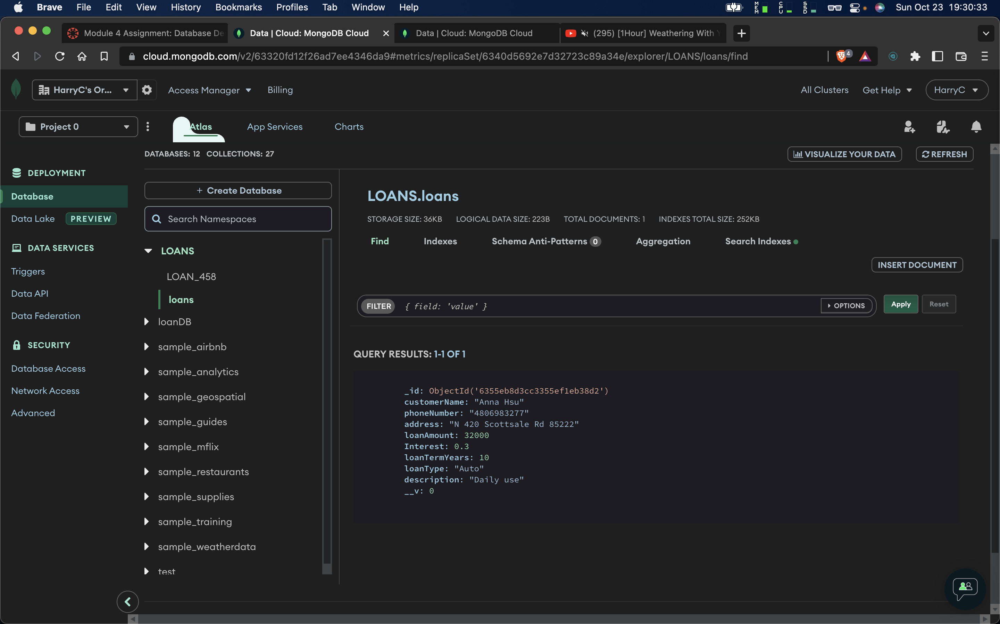 Brave File Edit View History Bookmarks Profiles Tab Window Help MEM CPU SSD Sun Oct 23 19:30:33
Module 4 Assignment: Database De Data | Cloud: MongoDB Cloud Data | Cloud: MongoDB Cloud (295) [1Hour] Weathering With Y
cloud.mongodb.com/v2/63320fd12f26ad7ee4346da9#metrics/replicaSet/6340d5692e7d32723c89a34e/explorer/LOANS/loans/find 4
HarryC's Or... Access Manager Billing All Clusters Get Help HarryC
Project 0 Atlas App Services Charts
DATABASES: 12 COLLECTIONS: 27 VISUALIZE YOUR DATA REFRESH
DEPLOYMENT
Database
Data Lake PREVIEW
DATA SERVICES
Triggers
Data API
Data Federation
SECURITY
Database Access
Network Access
Advanced
+ Create Database
Search Namespaces
LOANS
LOAN_458
loans
loanDB
sample_airbnb
sample_analytics
sample_geospatial
sample_guides
sample_mflix
sample_restaurants
sample_supplies
sample_training
sample_weatherdata
test
LOANS.loans
STORAGE SIZE: 36KB LOGICAL DATA SIZE: 223B TOTAL DOCUMENTS: 1 INDEXES TOTAL SIZE: 252KB
Find Indexes Schema Anti-Patterns 0 Aggregation Search Indexes
INSERT DOCUMENT
FILTER { field: 'value' } OPTIONS Apply Reset
QUERY RESULTS: 1-1 OF 1
_id: ObjectId('6355eb8d3cc3355ef1eb38d2')
customerName: "Anna Hsu"
phoneNumber: "4806983277"
address: "N 420 Scottsale Rd 85222"
loanAmount: 32000
Interest: 0.3
loanTermYears: 10
loanType: "Auto"
description: "Daily use"
__v: 0